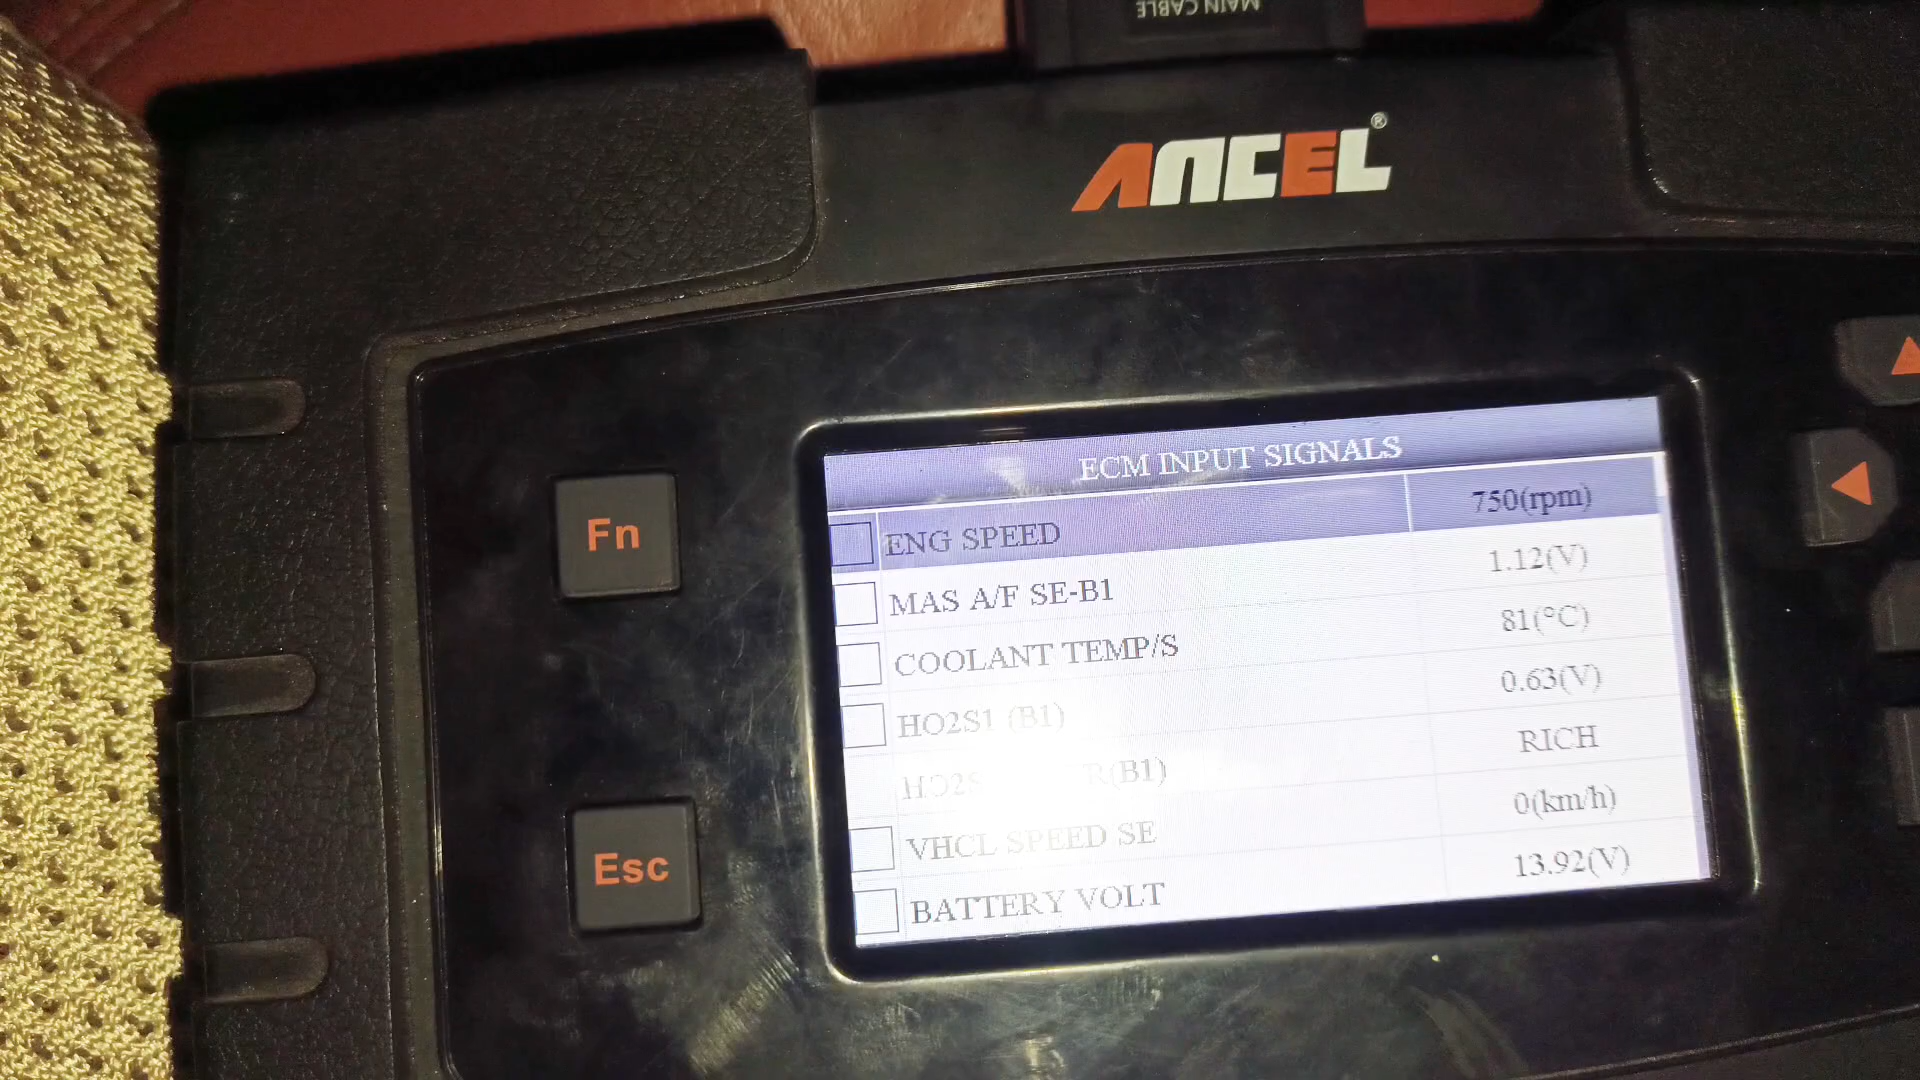 MAIN CABLE
ANCEL®
ECM INPUT SIGNALS
ENG SPEED 750(rpm)
MAS A/F SE-B1 1.12(V)
COOLANT TEMP/S 81(°C)
HO2S1 (B1) 0.63(V)
R(B1) RICH
VHCL SPEED SE 0(km/h)
BATTERY VOLT 13.92(V)
Fn
Esc